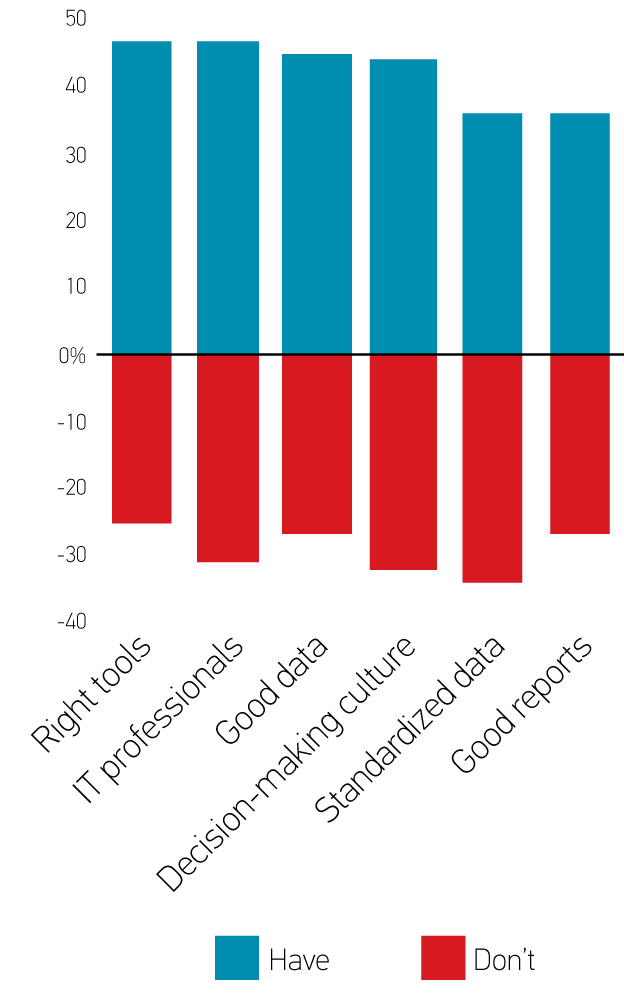 50
40
30
20
10
0%
-10
-20
-30
-40
Right tools
IT professionals
Good data
Decision-making culture
Standardized data
Good reports
Have
Don't